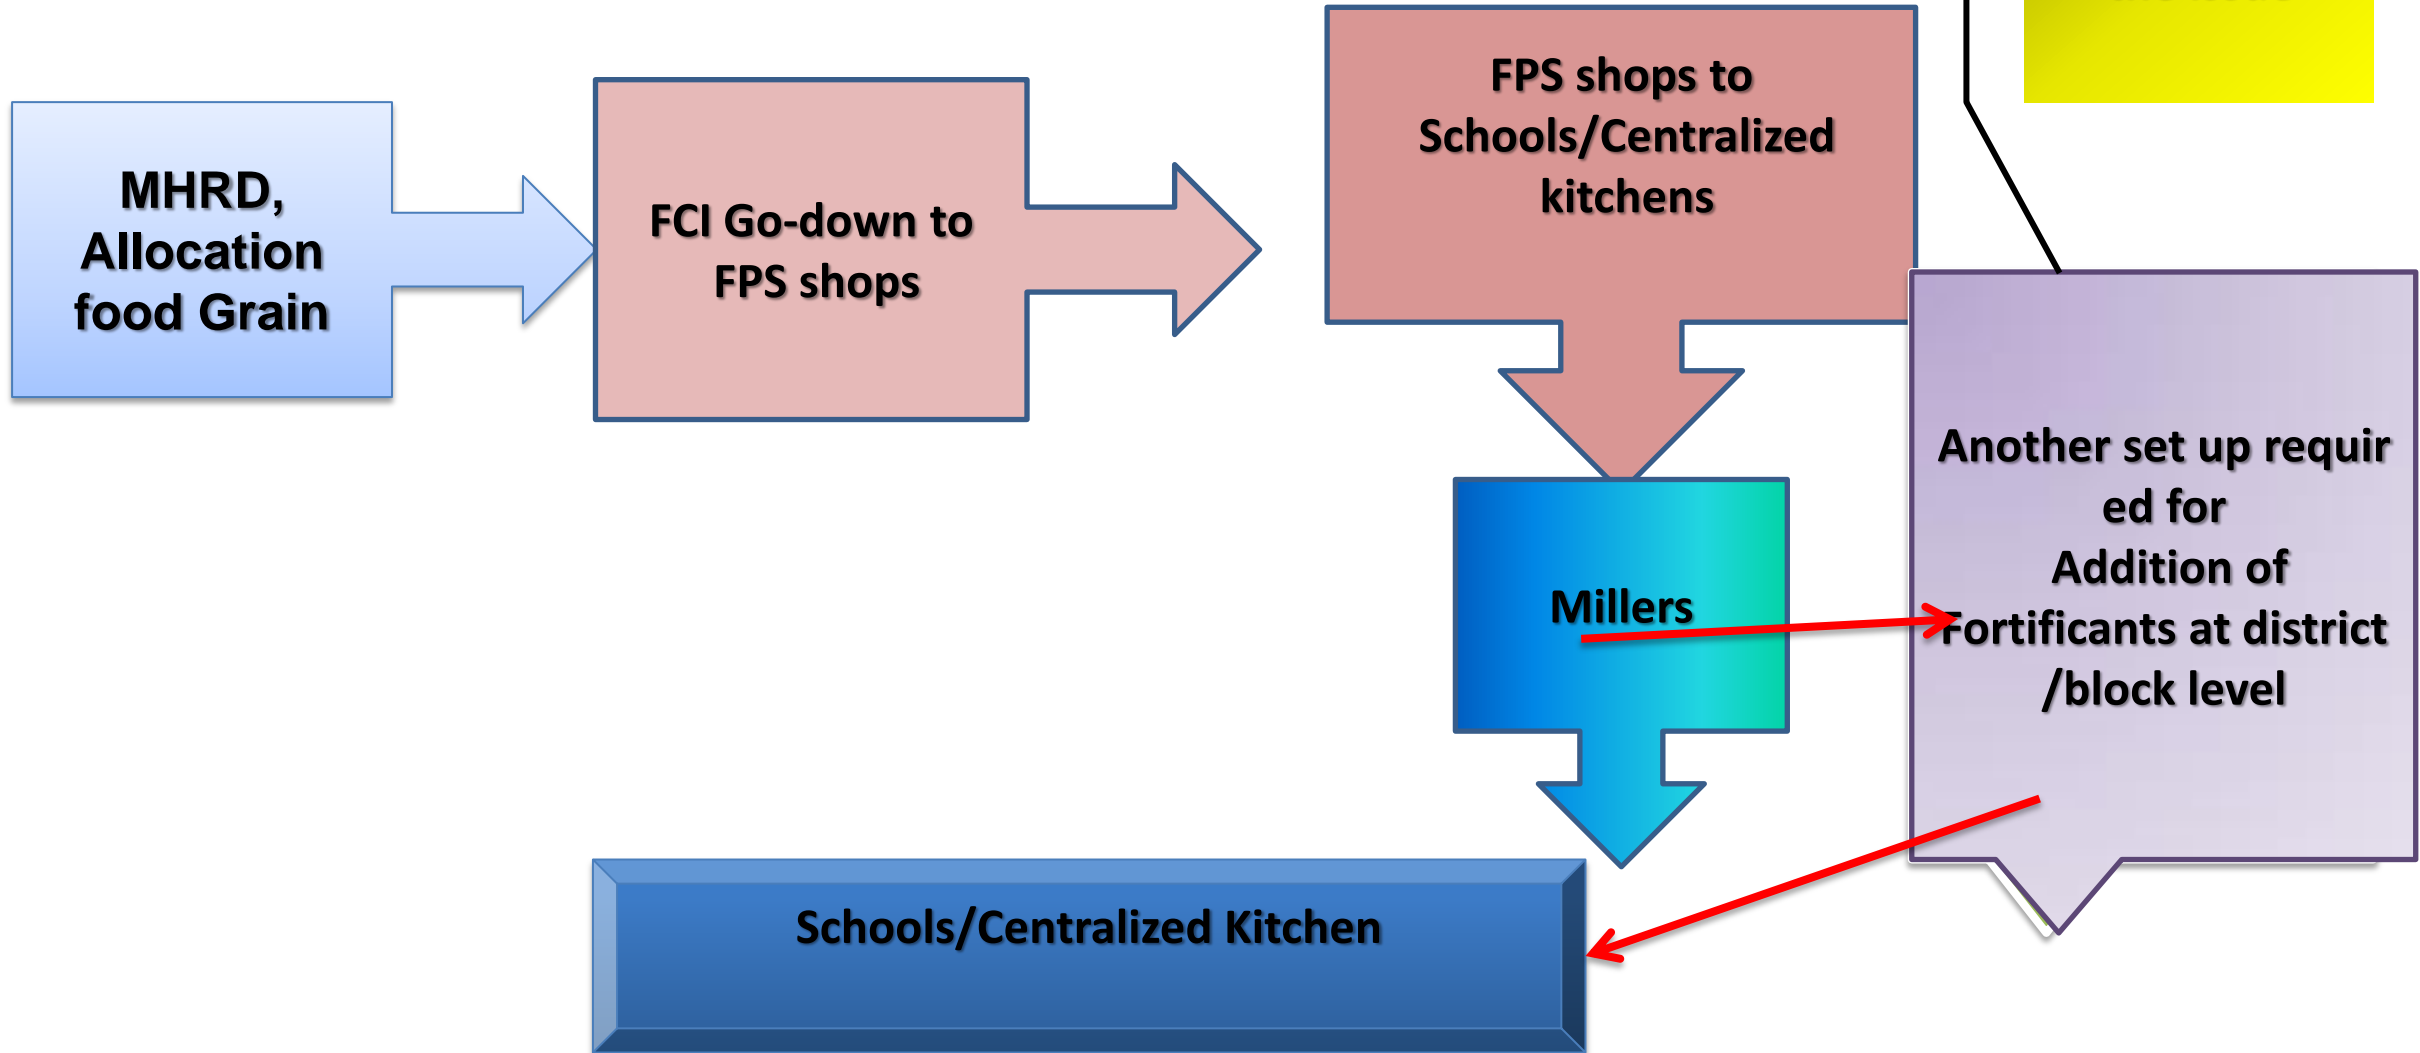 MHRD,
Allocation
food Grain
FCI Go-down to
FPS shops
FPS shops to
Schools/Centralized
kitchens
Another set up requir
ed for
Addition of
Fortificants at district
/block level
Millers
Schools/Centralized Kitchen